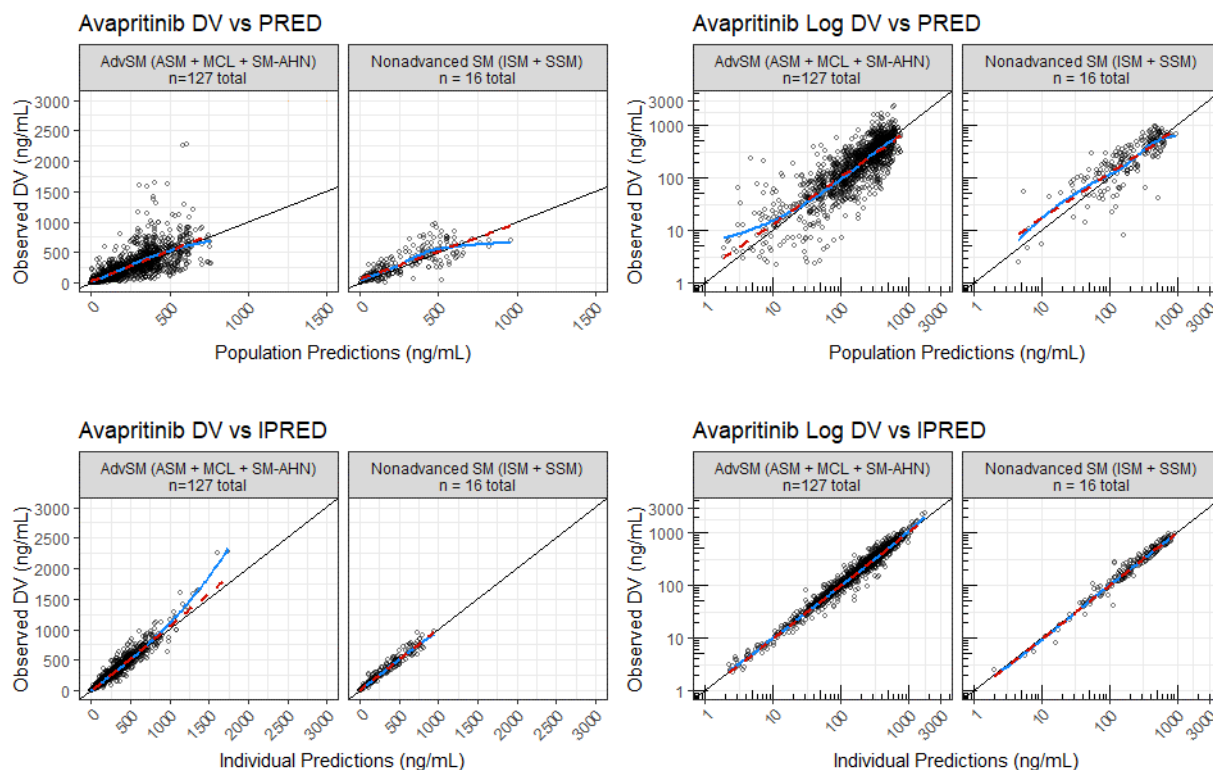 Avapritinib DV vs PRED
AdvSM (ASM + MCL + SM-AHN)
n=127 total
Nonadvanced SM (ISM + SSM)
n = 16 total
Observed DV (ng/mL)
3000
2500
2000
1500
1000
500
0
0
500
1000
1500
0
500
1000
1500
Population Predictions (ng/mL)
Avapritinib Log DV vs PRED
AdvSM (ASM + MCL + SM-AHN)
n=127 total
Nonadvanced SM (ISM + SSM)
n = 16 total
Observed DV (ng/mL)
3000
1000
100
10
1
1
10
100
1000
3000
1
10
100
1000
3000
Population Predictions (ng/mL)
Avapritinib DV vs IPRED
AdvSM (ASM + MCL + SM-AHN)
n=127 total
Nonadvanced SM (ISM + SSM)
n = 16 total
Observed DV (ng/mL)
3000
2500
2000
1500
1000
500
0
0
500
1000
1500
2000
2500
3000
0
500
1000
1500
2000
2500
3000
Individual Predictions (ng/mL)
Avapritinib Log DV vs IPRED
AdvSM (ASM + MCL + SM-AHN)
n=127 total
Nonadvanced SM (ISM + SSM)
n = 16 total
Observed DV (ng/mL)
3000
1000
100
10
1
1
10
100
1000
3000
1
10
100
1000
3000
Individual Predictions (ng/mL)